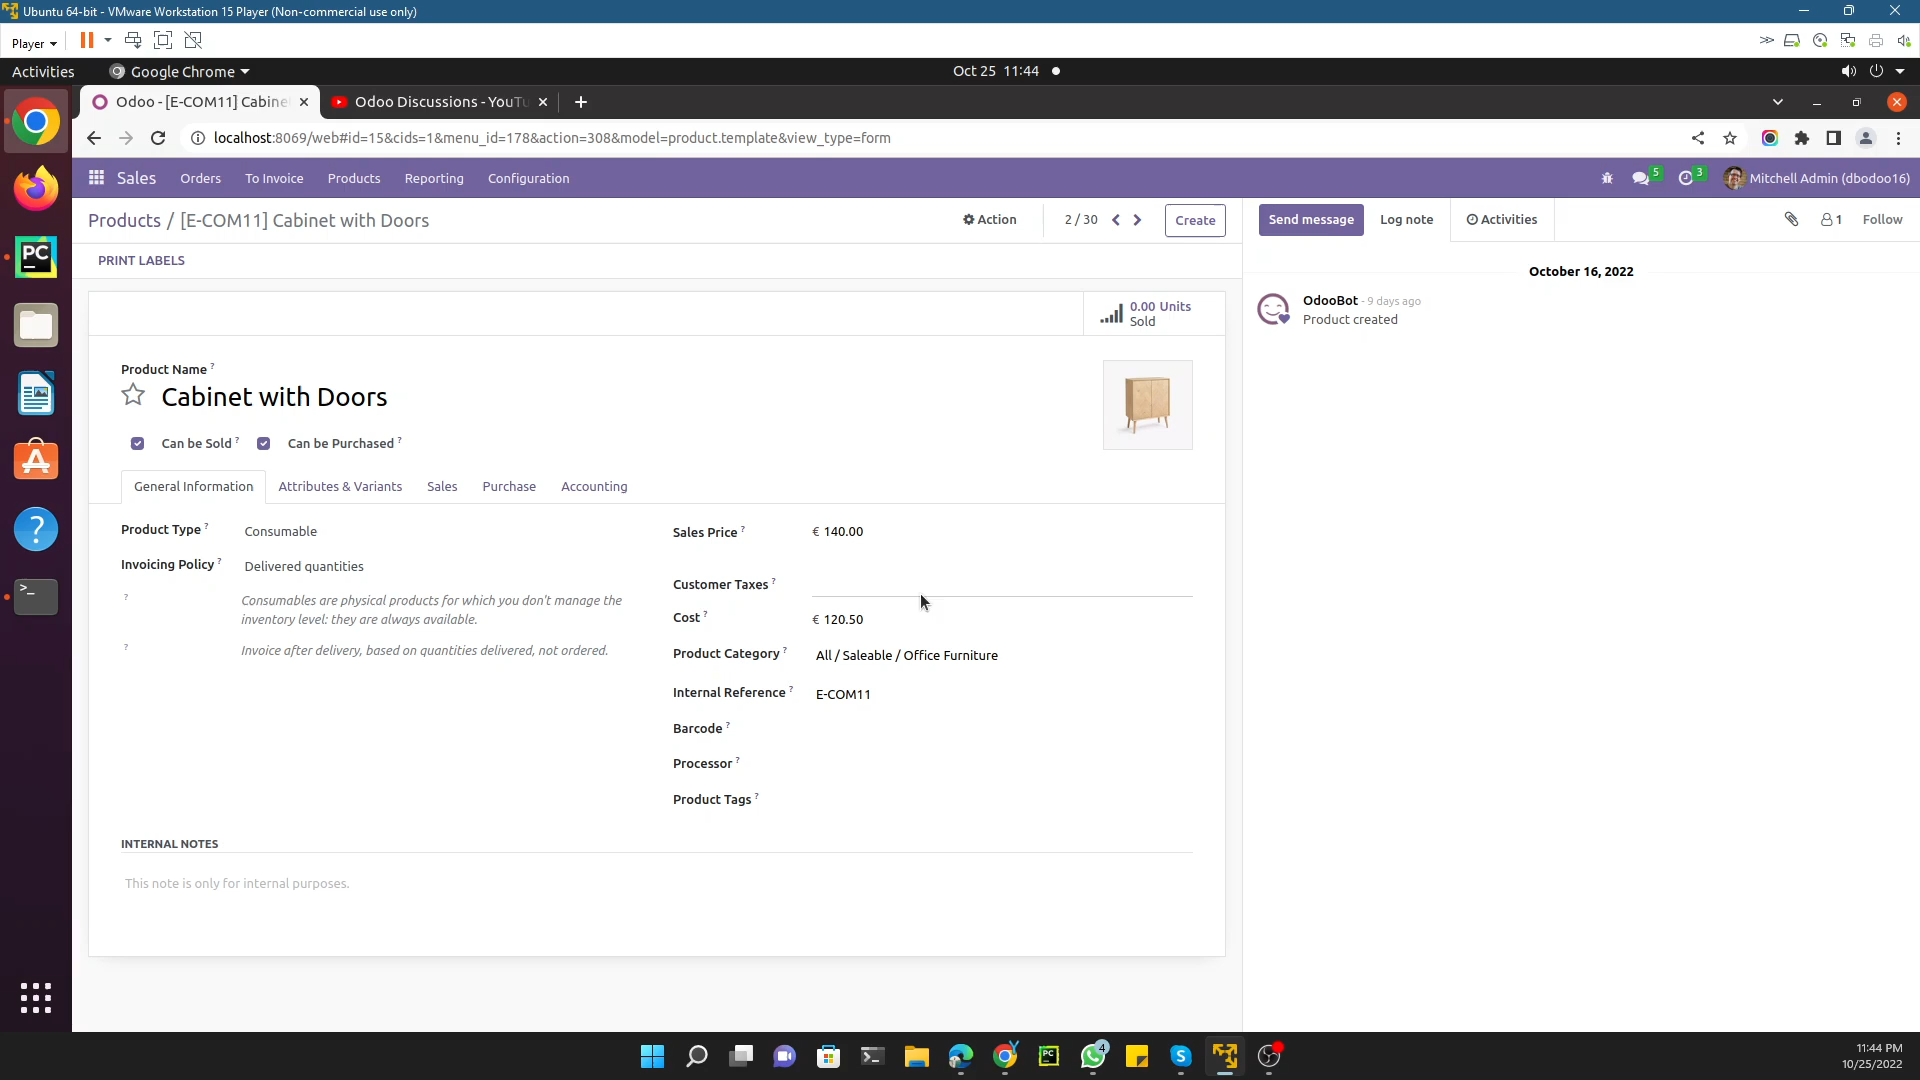 Ubuntu 64-bit - VMware Workstation 15 Player (Non-commercial use only)
Player
Activities
Google Chrome
Oct 25 11:44
Odoo - [E-COM11] Cabine
Odoo Discussions - YouTu
localhost:8069/web#id=15&cids=1&menu_id=178&action=308&model=product.template&view_type=form
Sales
Orders
To Invoice
Products
Reporting
Configuration
5
3
Mitchell Admin (dbodoo16)
Products / [E-COM11] Cabinet with Doors
Action
2 / 30
Create
Send message
Log note
Activities
1
Follow
PRINT LABELS
October 16, 2022
OdooBot - 9 days ago
Product created
0.00 Units
Sold
Product Name ?
Cabinet with Doors
Can be Sold ?
Can be Purchased ?
General Information
Attributes & Variants
Sales
Purchase
Accounting
Product Type ?
Consumable
Invoicing Policy ?
Delivered quantities
?
Consumables are physical products for which you don't manage the
inventory level: they are always available.
?
Invoice after delivery, based on quantities delivered, not ordered.
Sales Price ?
€ 140.00
Customer Taxes ?
Cost ?
€ 120.50
Product Category ?
All / Saleable / Office Furniture
Internal Reference ?
E-COM11
Barcode ?
Processor ?
Product Tags ?
INTERNAL NOTES
This note is only for internal purposes.
PC
PC
4
11:44 PM
10/25/2022